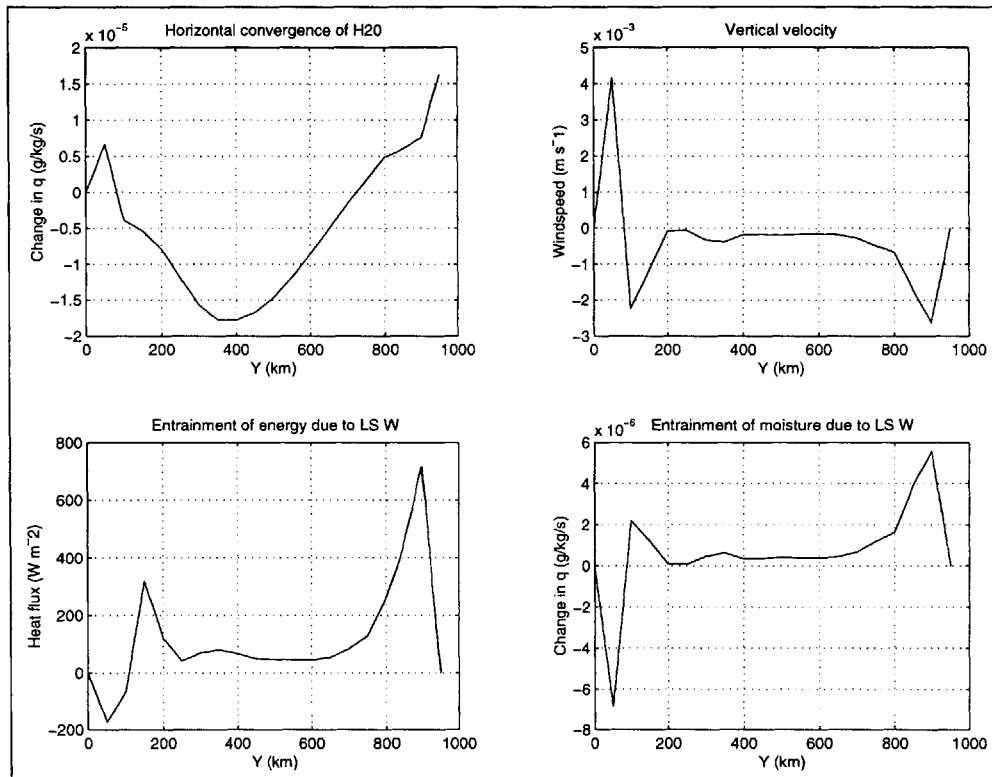 Horizontal convergence of H20
x 10⁻⁵
2
1.5
1
0.5
0
−0.5
−1
−1.5
−2
Change in q (g/kg/s)
0 200 400 600 800 1000
Y (km)
Vertical velocity
x 10⁻³
5
4
3
2
1
0
−1
−2
−3
Windspeed (m s⁻1)
0 200 400 600 800 1000
Y (km)
Entrainment of energy due to LS W
800
600
400
200
0
−200
Heat flux (W m⁻2)
0 200 400 600 800 1000
Y (km)
Entrainment of moisture due to LS W
x 10⁻⁶
6
4
2
0
−2
−4
−6
−8
Change in q (g/kg/s)
0 200 400 600 800 1000
Y (km)